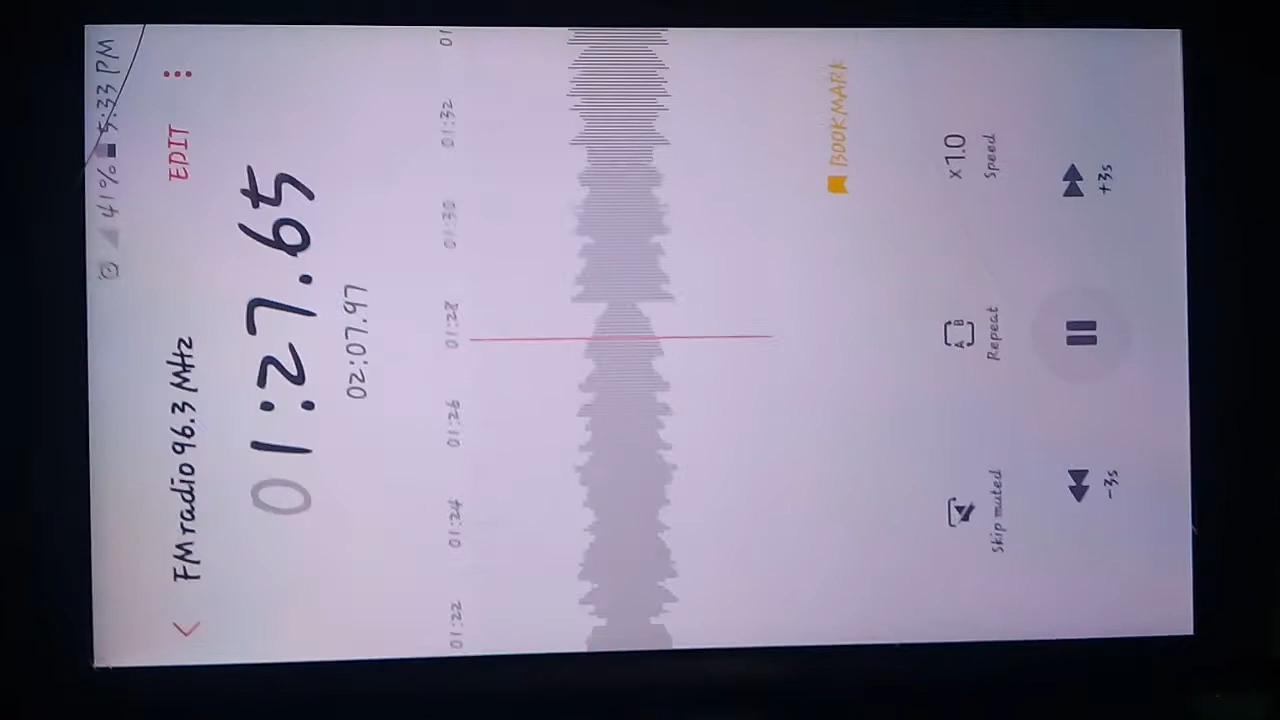 41% 5:33 PM
FM radio 96.3 MHz EDIT
01:27.65
02:07.97
01:22 01:24 01:26 01:28 01:30 01:32 01
BOOKMARK
Skip muted A B Repeat x1.0 Speed
-3s +3s